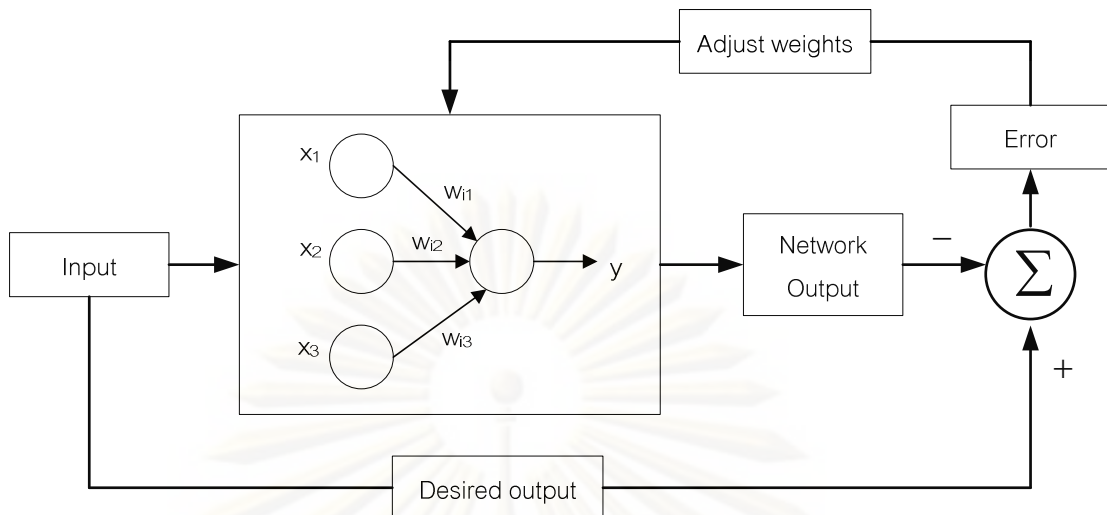 Adjust weights
Error
x1
wi1
Input
x2
wi2
y
Network
Output
−
Σ
x3
wi3
+
Desired output